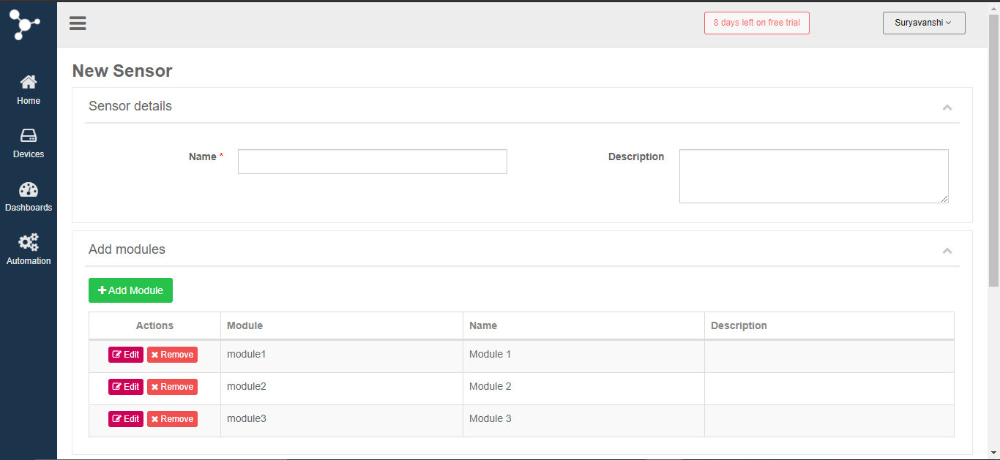 8 days left on free trial
Suryavanshi
Home
Devices
Dashboards
Automation
New Sensor
Sensor details
Name *
Description
Add modules
Add Module
Actions Module Name Description
Edit Remove module1 Module 1
Edit Remove module2 Module 2
Edit Remove module3 Module 3